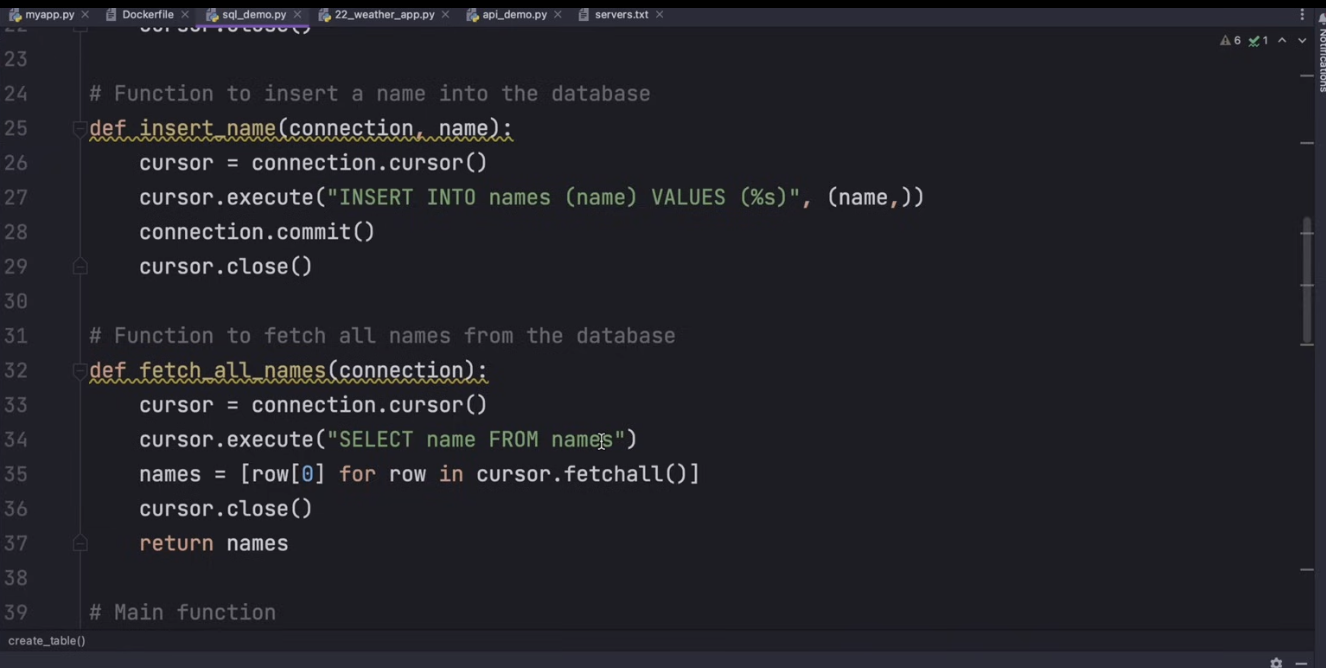 myapp.py Dockerfile sql_demo.py 22_weather_app.py api_demo.py servers.txt
22 cursor.close()
6 1
23
24 # Function to insert a name into the database
25 def insert_name(connection, name):
26 cursor = connection.cursor()
27 cursor.execute("INSERT INTO names (name) VALUES (%s)", (name,))
28 connection.commit()
29 cursor.close()
30
31 # Function to fetch all names from the database
32 def fetch_all_names(connection):
33 cursor = connection.cursor()
34 cursor.execute("SELECT name FROM names")
35 names = [row[0] for row in cursor.fetchall()]
36 cursor.close()
37 return names
38
39 # Main function
create_table()
Notifications